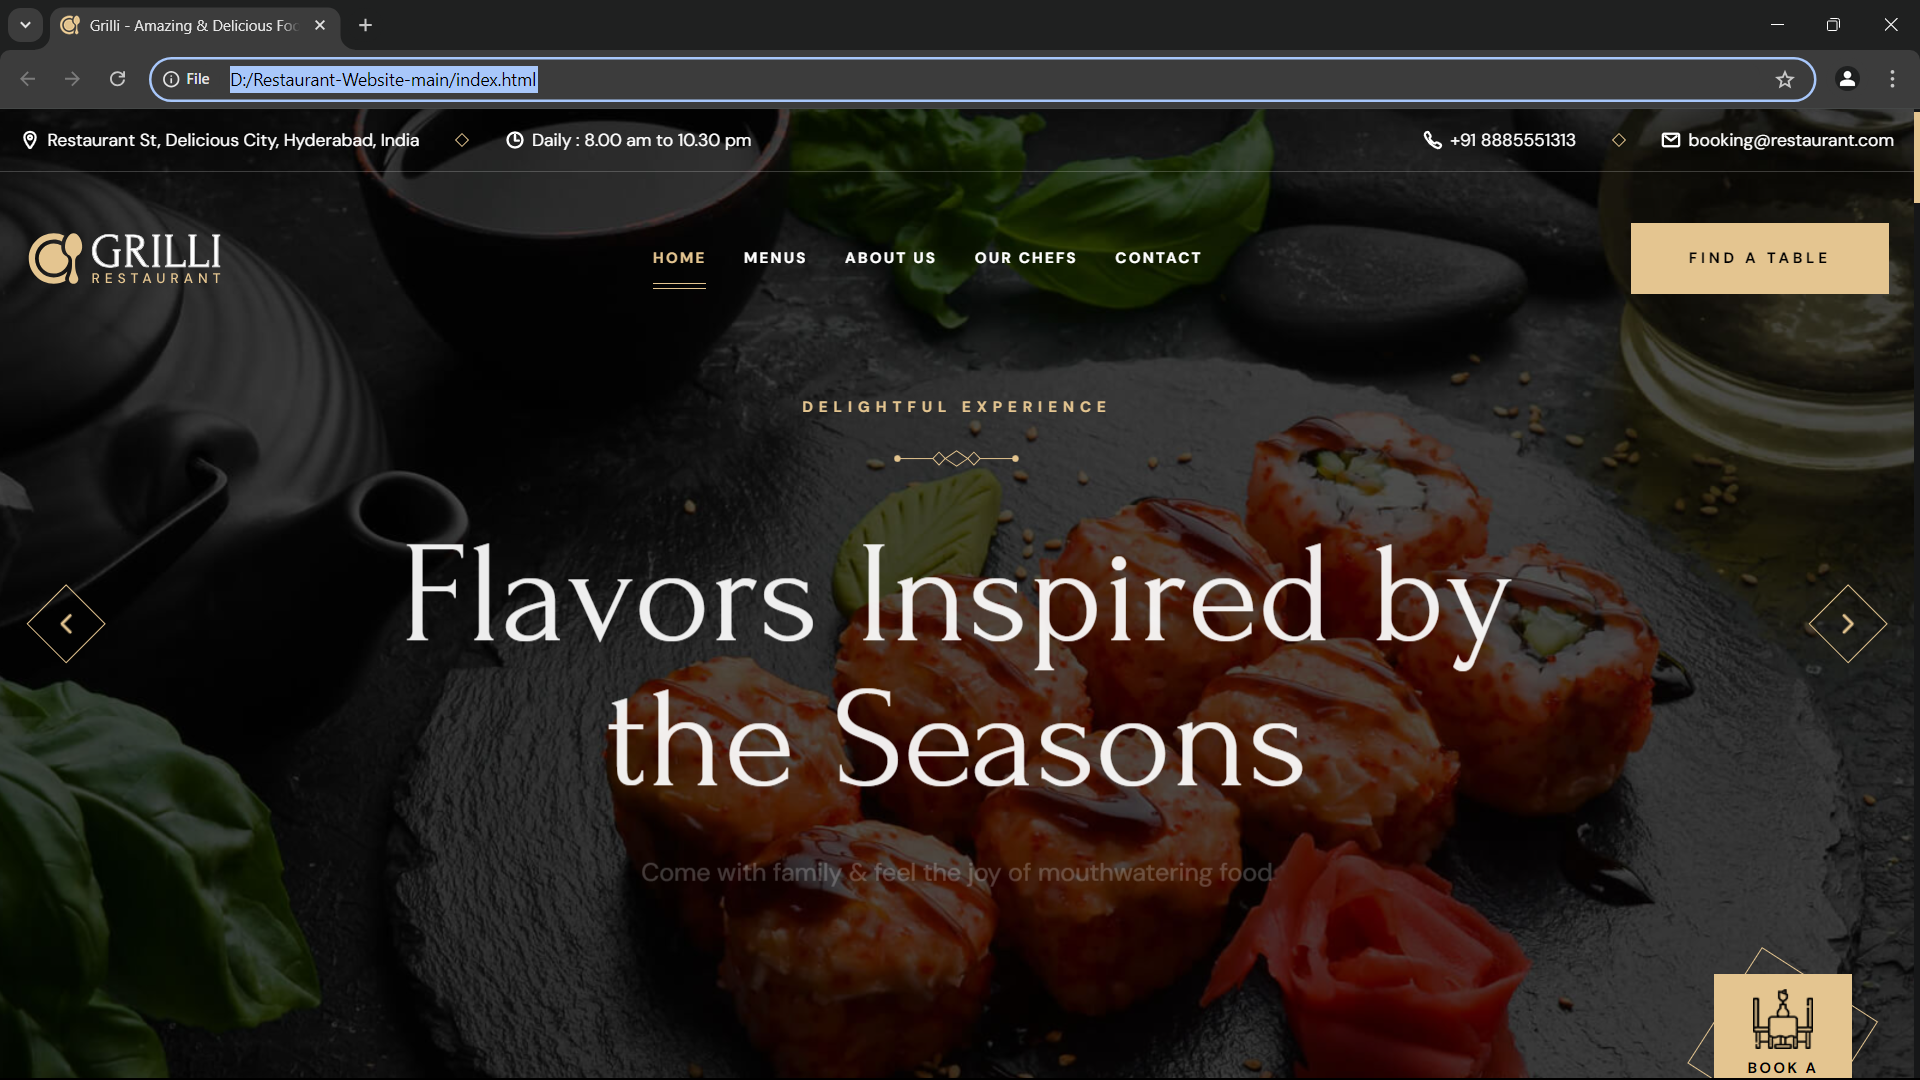 Grilli - Amazing & Delicious Foo
File D:/Restaurant-Website-main/index.html
Restaurant St, Delicious City, Hyderabad, India Daily : 8.00 am to 10.30 pm +91 8885551313 booking@restaurant.com
GRILLI
RESTAURANT
HOME MENUS ABOUT US OUR CHEFS CONTACT
FIND A TABLE
DELIGHTFUL EXPERIENCE
Flavors Inspired by
the Seasons
Come with family & feel the joy of mouthwatering food
BOOK A